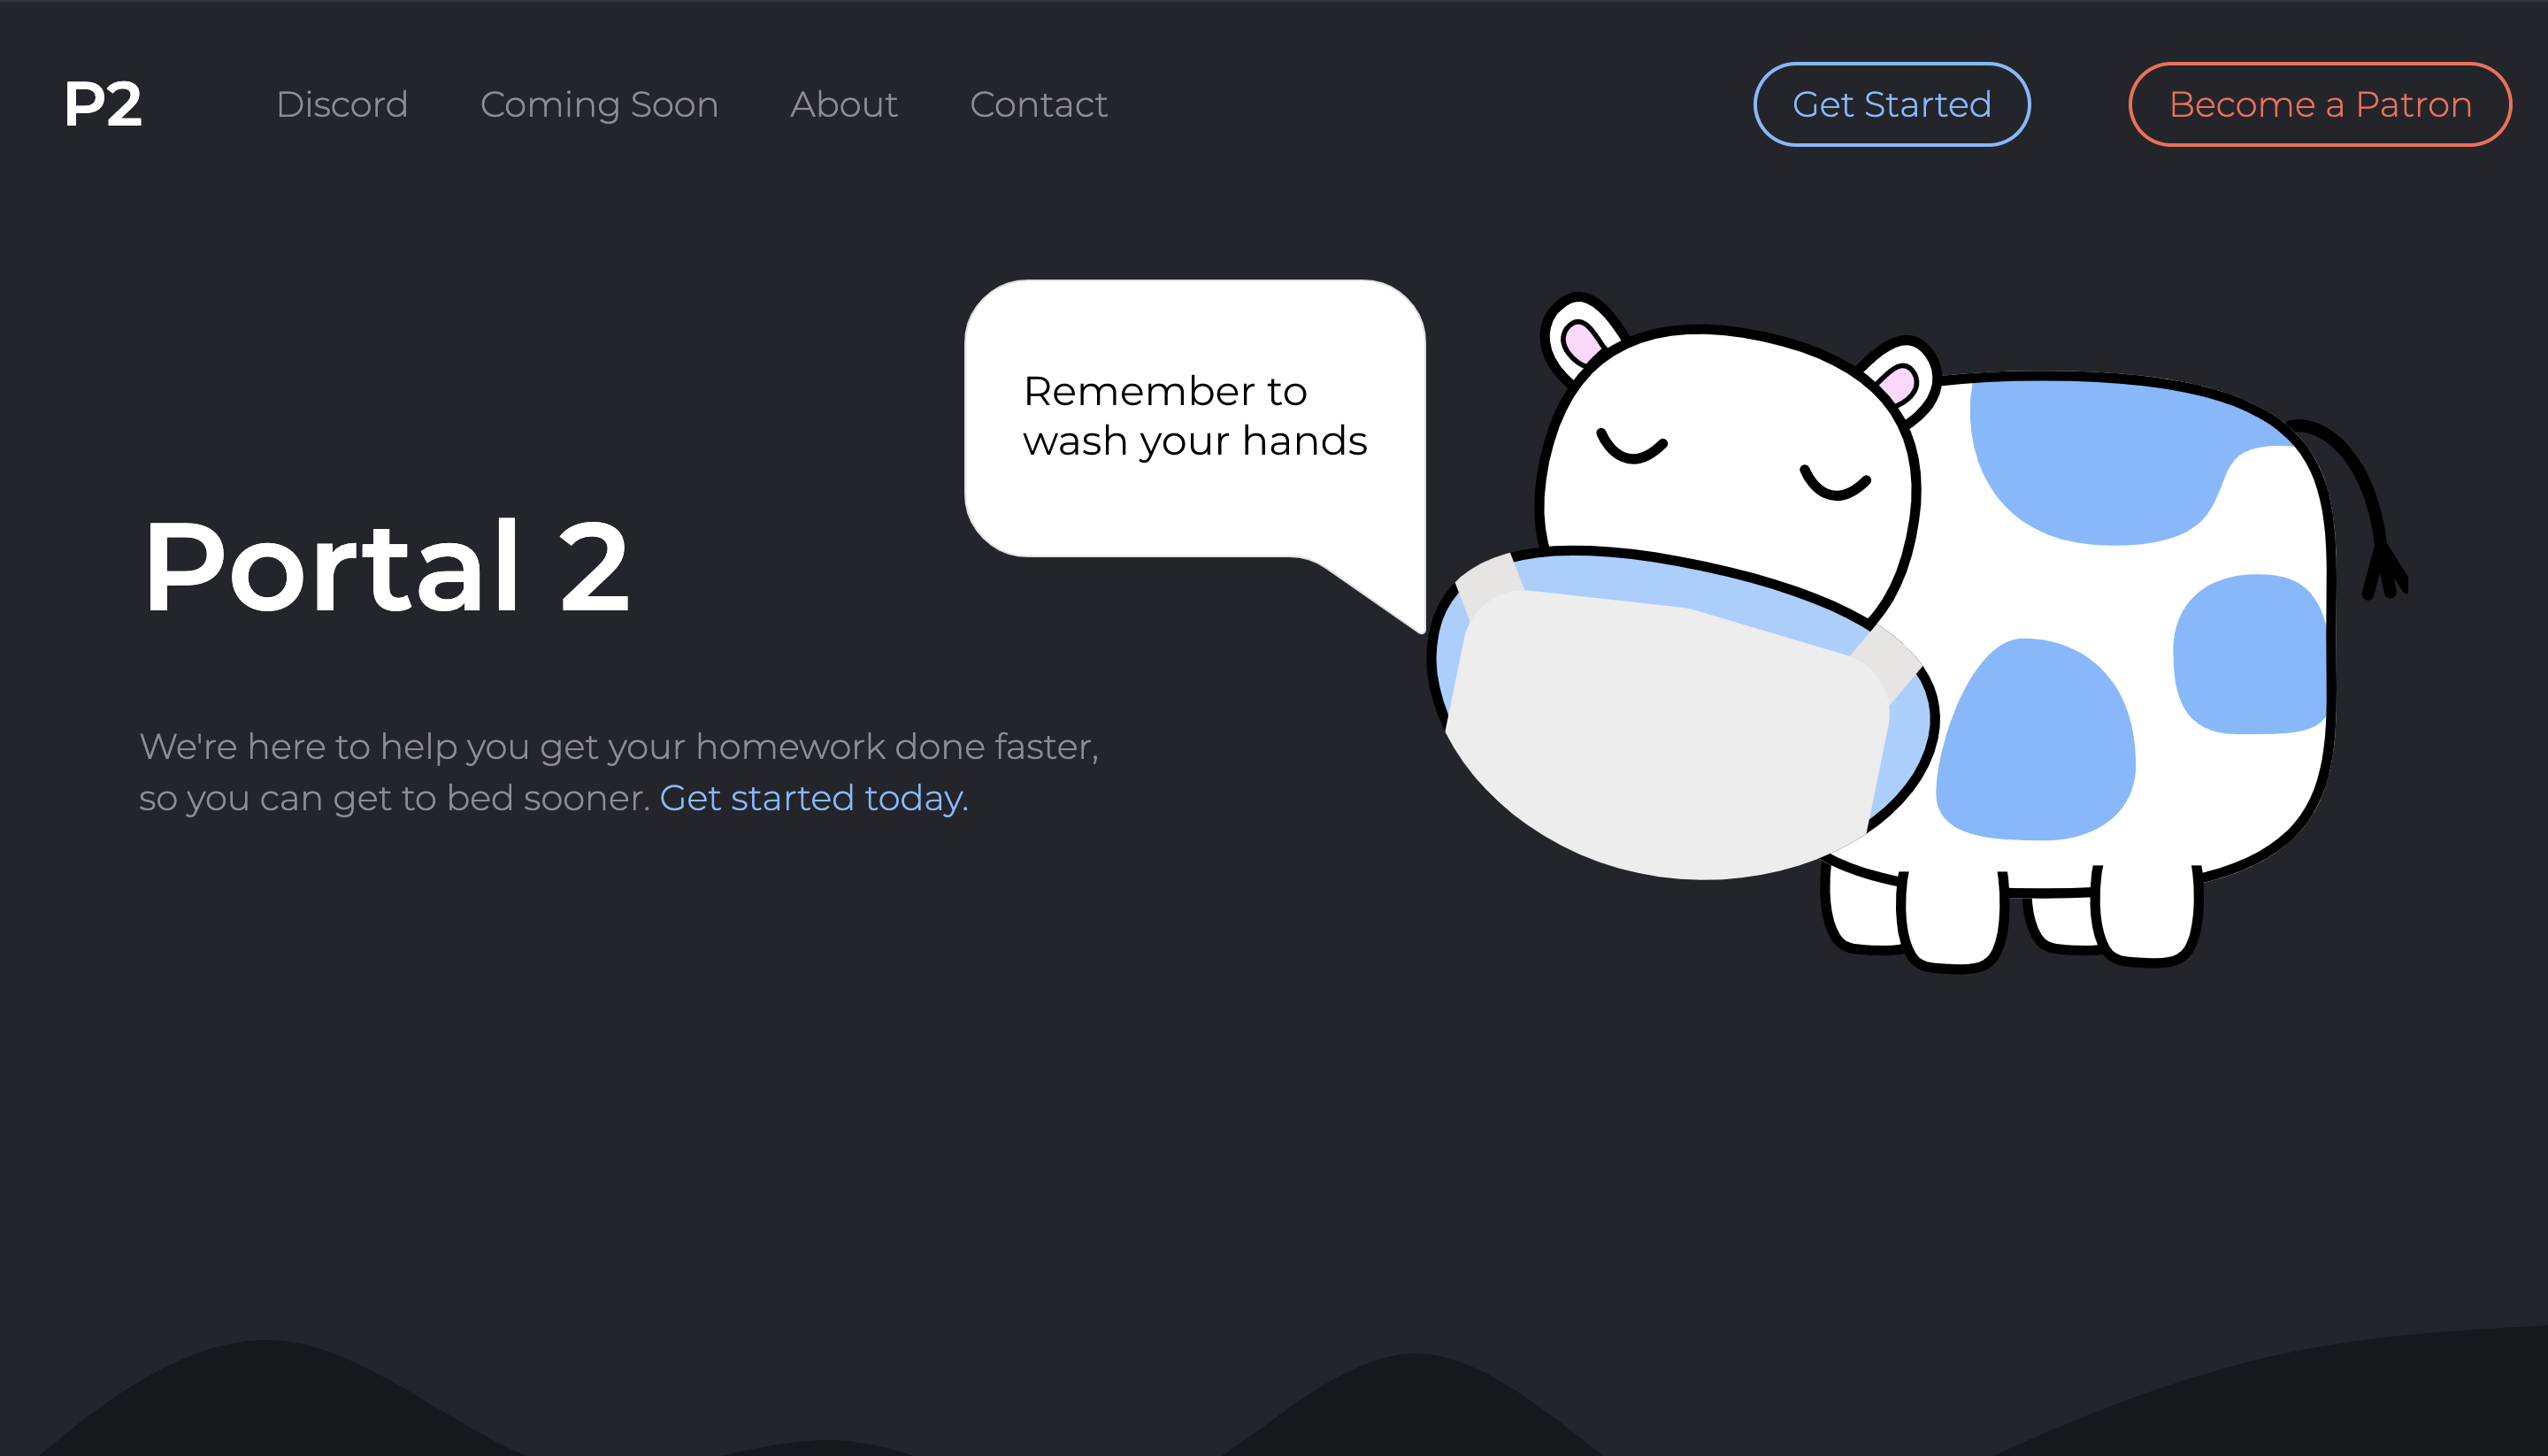 P2
Discord
Coming Soon
About
Contact
Get Started
Become a Patron
Remember to
wash your hands
Portal 2
We're here to help you get your homework done faster,
so you can get to bed sooner. Get started today.